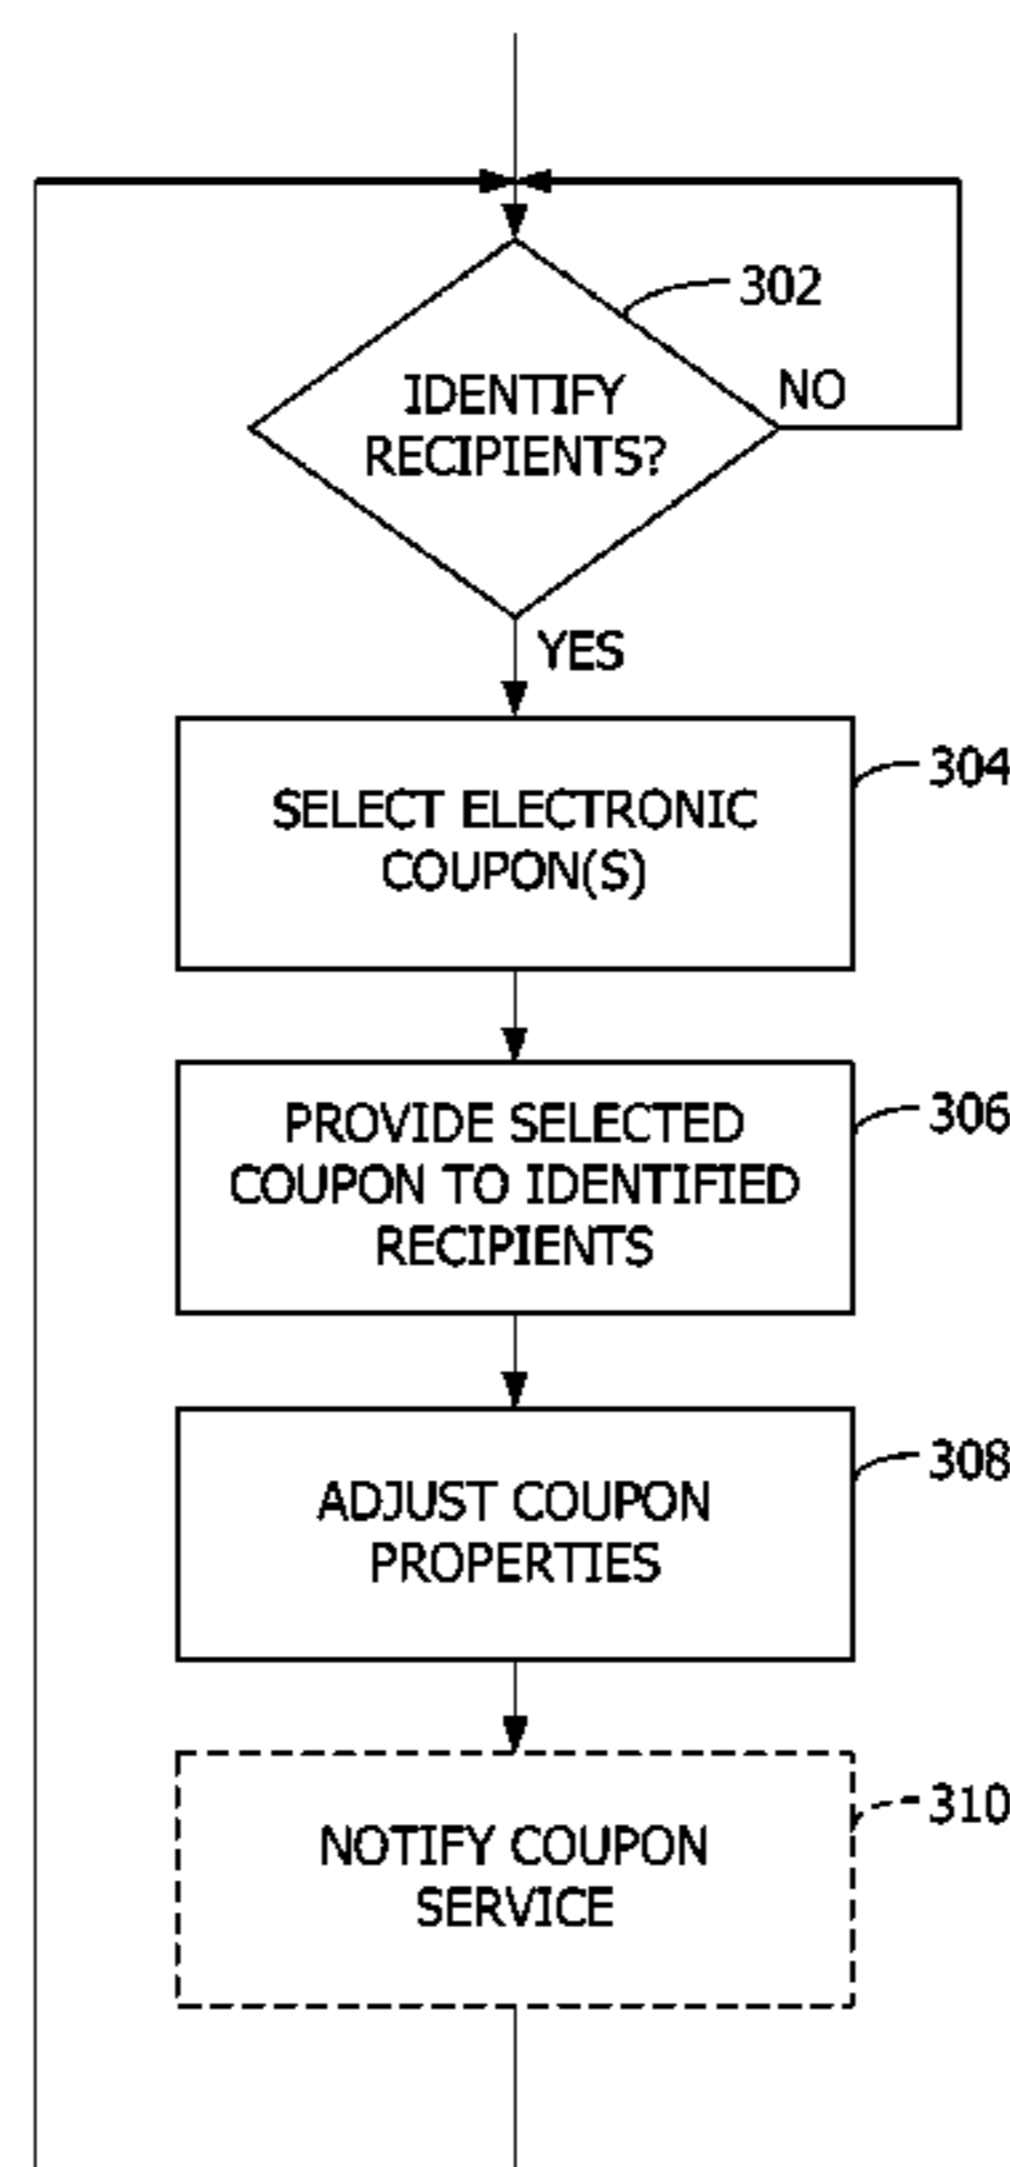 302
IDENTIFY
RECIPIENTS?
NO
YES
304
SELECT ELECTRONIC
COUPON(S)
306
PROVIDE SELECTED
COUPON TO IDENTIFIED
RECIPIENTS
308
ADJUST COUPON
PROPERTIES
310
NOTIFY COUPON
SERVICE